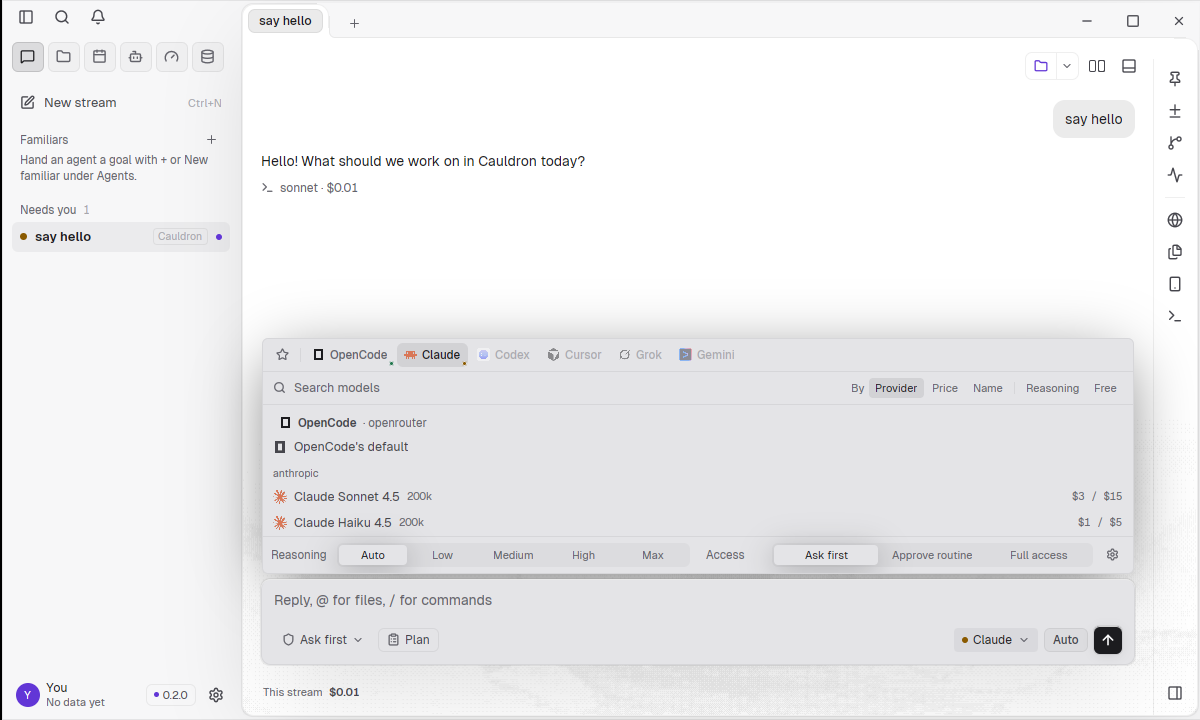 say hello
New stream Ctrl+N
Familiars
Hand an agent a goal with + or New
familiar under Agents.
Needs you 1
say hello Cauldron
say hello
Hello! What should we work on in Cauldron today?
sonnet · $0.01
OpenCode Claude Codex Cursor Grok Gemini
Search models By Provider Price Name Reasoning Free
OpenCode · openrouter
OpenCode's default
anthropic
Claude Sonnet 4.5 200k $3 / $15
Claude Haiku 4.5 200k $1 / $5
Reasoning Auto Low Medium High Max Access Ask first Approve routine Full access
Reply, @ for files, / for commands
Ask first Plan Claude Auto
This stream $0.01
Y You
No data yet
0.2.0